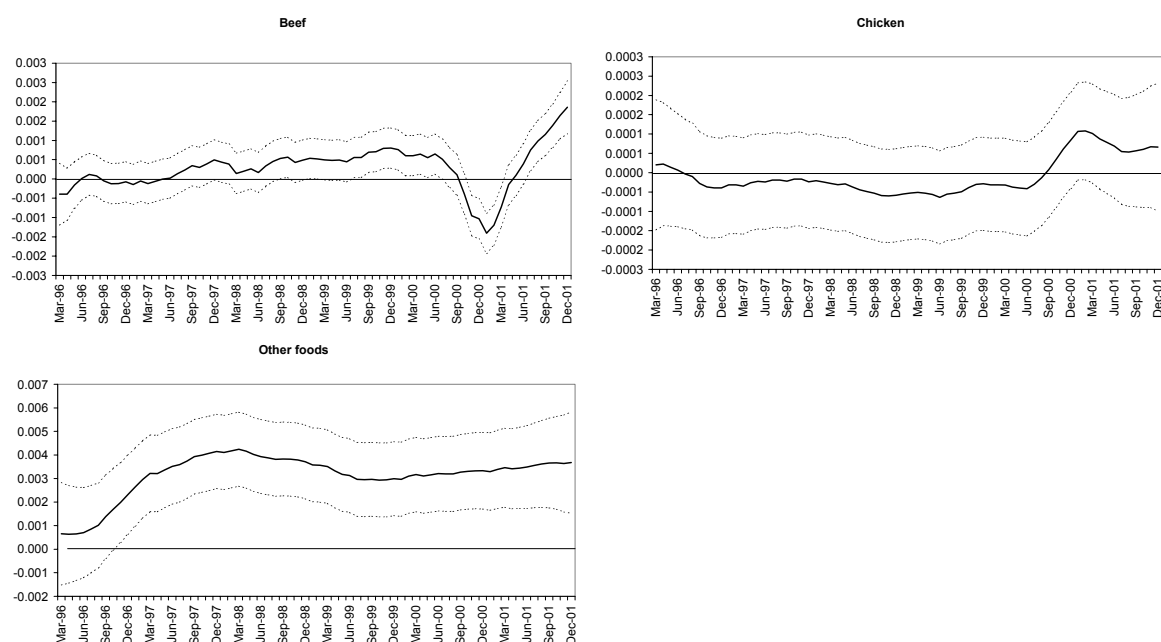 Beef
0.003
0.003
0.002
0.002
0.001
0.001
0.000
-0.001
-0.001
-0.002
-0.002
-0.003
Mar-96
Jun-96
Sep-96
Dec-96
Mar-97
Jun-97
Sep-97
Dec-97
Mar-98
Jun-98
Sep-98
Dec-98
Mar-99
Jun-99
Sep-99
Dec-99
Mar-00
Jun-00
Sep-00
Dec-00
Mar-01
Jun-01
Sep-01
Dec-01
Chicken
0.0003
0.0003
0.0002
0.0002
0.0001
0.0001
0.0000
-0.0001
-0.0001
-0.0002
-0.0002
-0.0003
Mar-96
Jun-96
Sep-96
Dec-96
Mar-97
Jun-97
Sep-97
Dec-97
Mar-98
Jun-98
Sep-98
Dec-98
Mar-99
Jun-99
Sep-99
Dec-99
Mar-00
Jun-00
Sep-00
Dec-00
Mar-01
Jun-01
Sep-01
Dec-01
Other foods
0.007
0.006
0.005
0.004
0.003
0.002
0.001
0.000
-0.001
-0.002
Mar-96
Jun-96
Sep-96
Dec-96
Mar-97
Jun-97
Sep-97
Dec-97
Mar-98
Jun-98
Sep-98
Dec-98
Mar-99
Jun-99
Sep-99
Dec-99
Mar-00
Jun-00
Sep-00
Dec-00
Mar-01
Jun-01
Sep-01
Dec-01